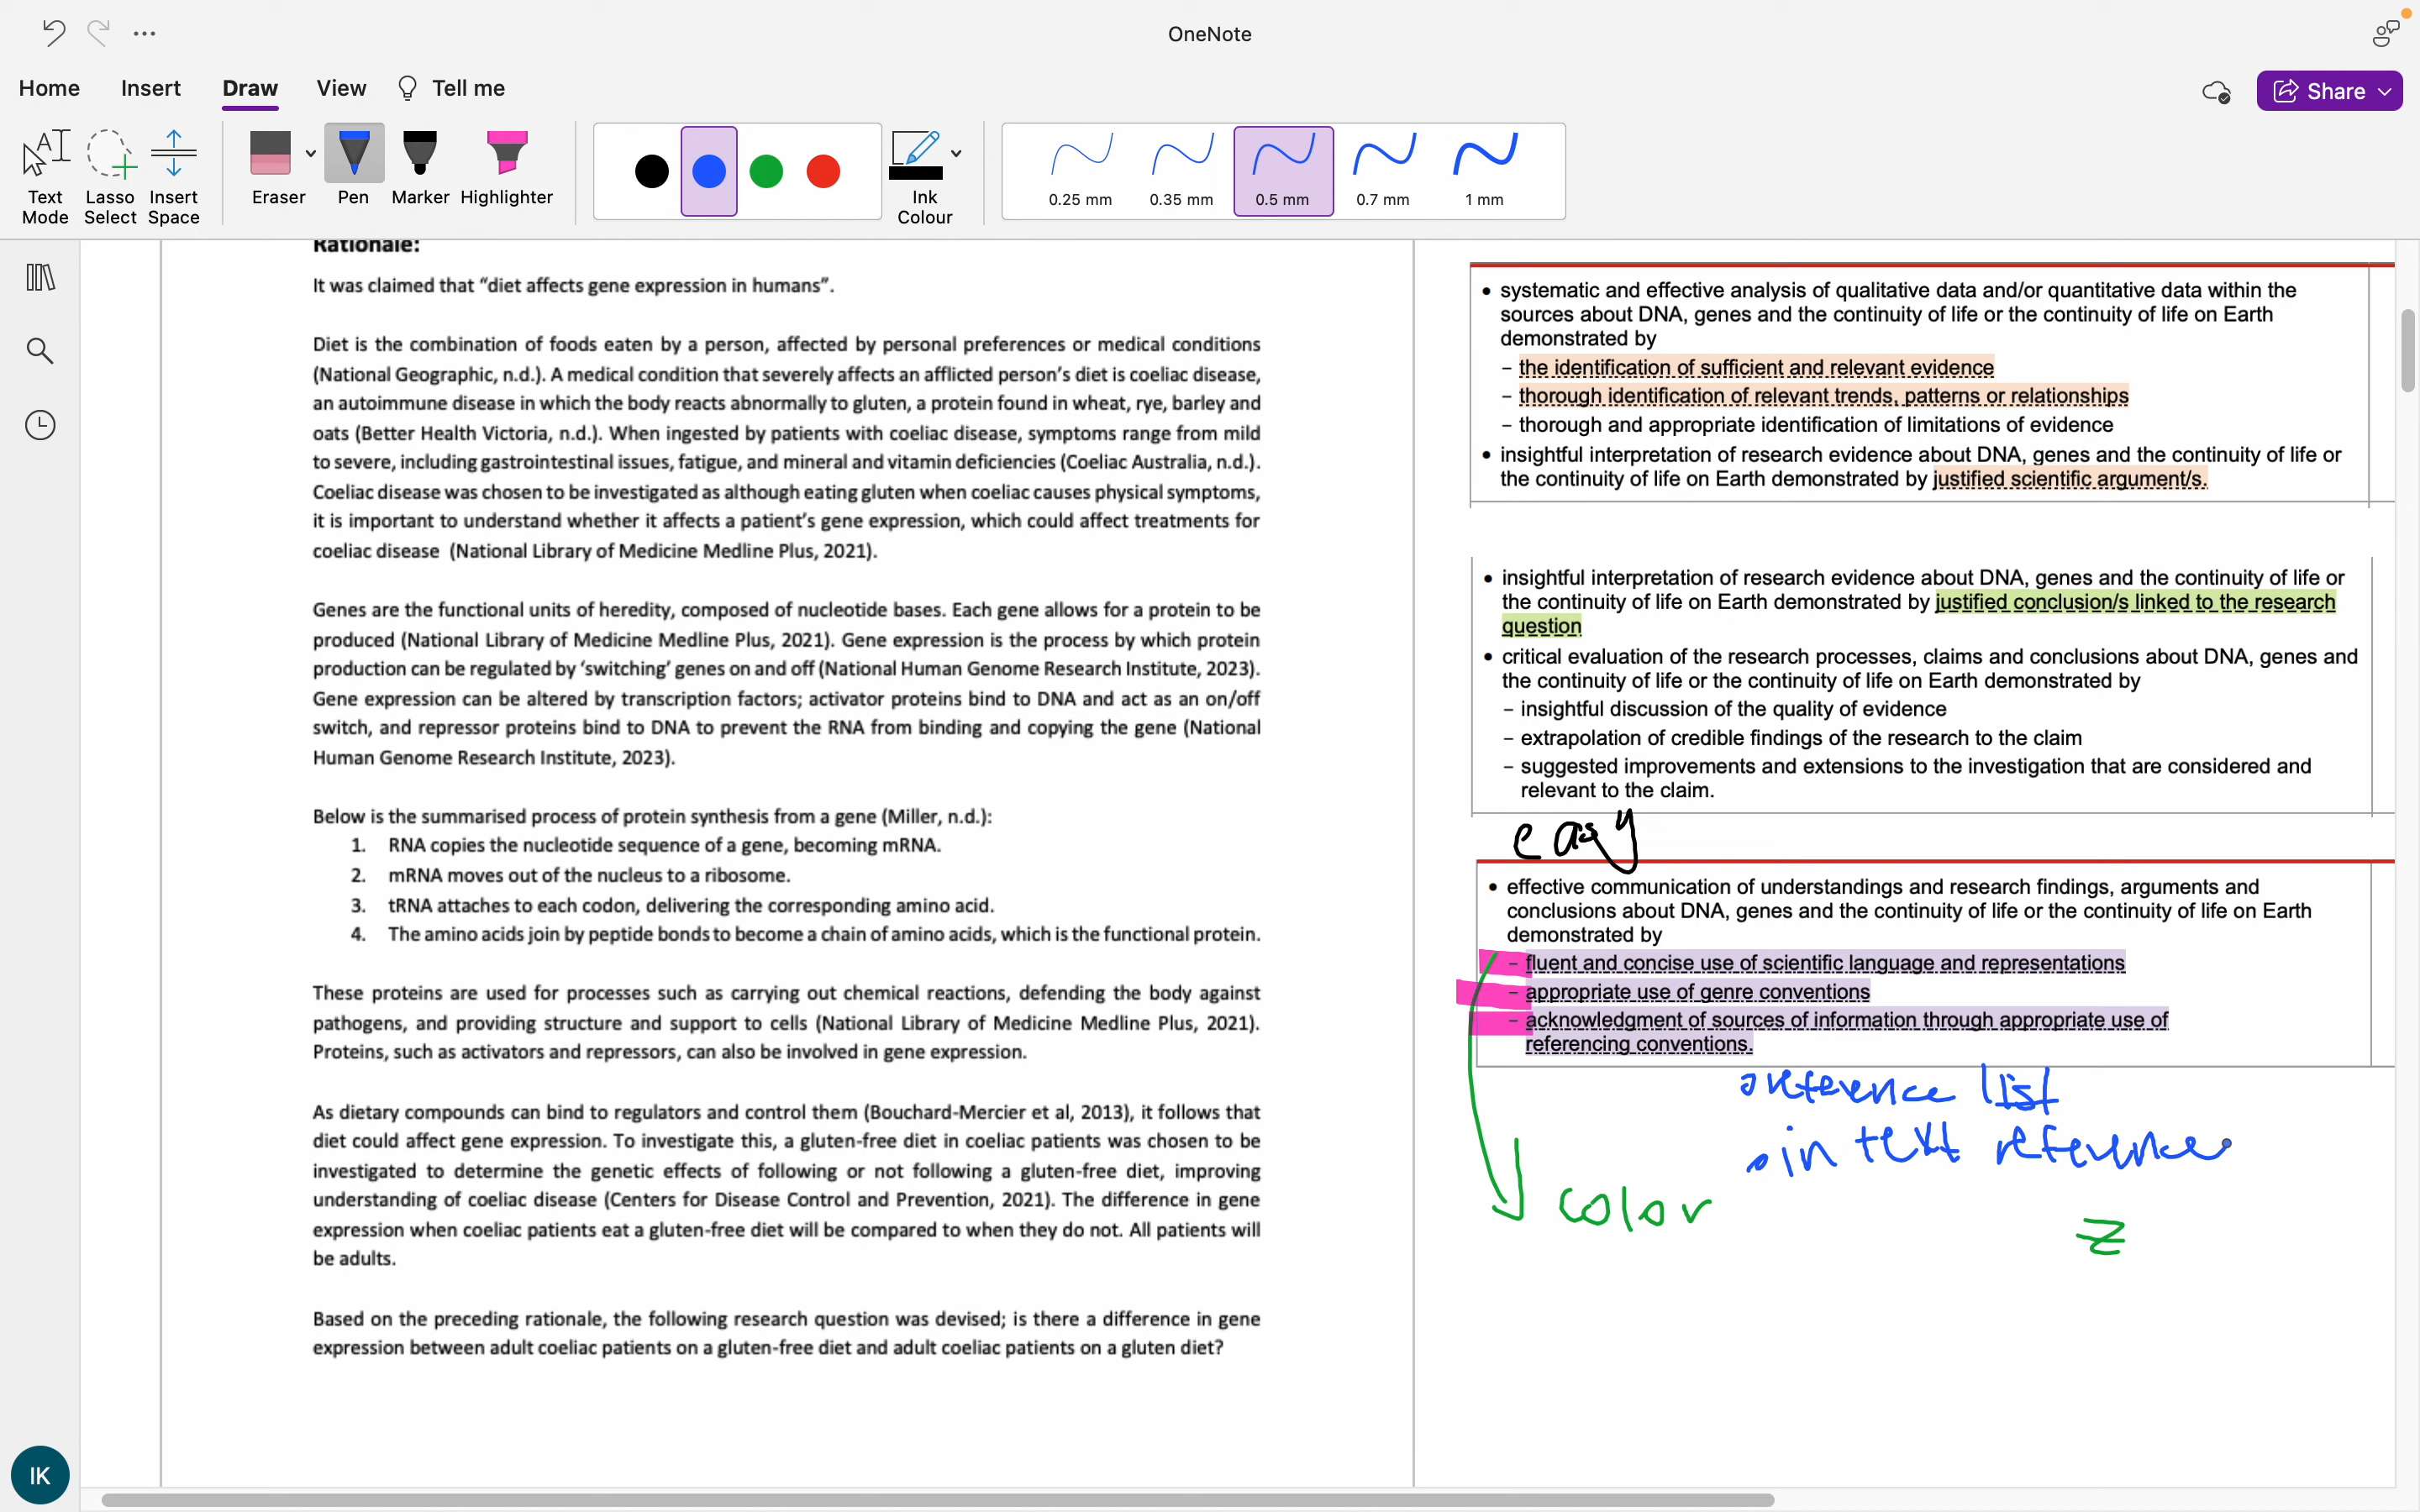 OneNote
Home Insert Draw View Tell me
Share
Text Mode
Lasso Select
Insert Space
Eraser
Pen
Marker
Highlighter
Ink Colour
0.25 mm 0.35 mm 0.5 mm 0.7 mm 1 mm
Rationale:
It was claimed that “diet affects gene expression in humans”.
Diet is the combination of foods eaten by a person, affected by personal preferences or medical conditions
(National Geographic, n.d.). A medical condition that severely affects an afflicted person’s diet is coeliac disease,
an autoimmune disease in which the body reacts abnormally to gluten, a protein found in wheat, rye, barley and
oats (Better Health Victoria, n.d.). When ingested by patients with coeliac disease, symptoms range from mild
to severe, including gastrointestinal issues, fatigue, and mineral and vitamin deficiencies (Coeliac Australia, n.d.).
Coeliac disease was chosen to be investigated as although eating gluten when coeliac causes physical symptoms,
it is important to understand whether it affects a patient’s gene expression, which could affect treatments for
coeliac disease (National Library of Medicine Medline Plus, 2021).
Genes are the functional units of heredity, composed of nucleotide bases. Each gene allows for a protein to be
produced (National Library of Medicine Medline Plus, 2021). Gene expression is the process by which protein
production can be regulated by ‘switching’ genes on and off (National Human Genome Research Institute, 2023).
Gene expression can be altered by transcription factors; activator proteins bind to DNA and act as an on/off
switch, and repressor proteins bind to DNA to prevent the RNA from binding and copying the gene (National
Human Genome Research Institute, 2023).
Below is the summarised process of protein synthesis from a gene (Miller, n.d.):
1. RNA copies the nucleotide sequence of a gene, becoming mRNA.
2. mRNA moves out of the nucleus to a ribosome.
3. tRNA attaches to each codon, delivering the corresponding amino acid.
4. The amino acids join by peptide bonds to become a chain of amino acids, which is the functional protein.
These proteins are used for processes such as carrying out chemical reactions, defending the body against
pathogens, and providing structure and support to cells (National Library of Medicine Medline Plus, 2021).
Proteins, such as activators and repressors, can also be involved in gene expression.
As dietary compounds can bind to regulators and control them (Bouchard-Mercier et al, 2013), it follows that
diet could affect gene expression. To investigate this, a gluten-free diet in coeliac patients was chosen to be
investigated to determine the genetic effects of following or not following a gluten-free diet, improving
understanding of coeliac disease (Centers for Disease Control and Prevention, 2021). The difference in gene
expression when coeliac patients eat a gluten-free diet will be compared to when they do not. All patients will
be adults.
Based on the preceding rationale, the following research question was devised; is there a difference in gene
expression between adult coeliac patients on a gluten-free diet and adult coeliac patients on a gluten diet?
• systematic and effective analysis of qualitative data and/or quantitative data within the
sources about DNA, genes and the continuity of life or the continuity of life on Earth
demonstrated by
– the identification of sufficient and relevant evidence
– thorough identification of relevant trends, patterns or relationships
– thorough and appropriate identification of limitations of evidence
• insightful interpretation of research evidence about DNA, genes and the continuity of life or
the continuity of life on Earth demonstrated by justified scientific argument/s.
• insightful interpretation of research evidence about DNA, genes and the continuity of life or
the continuity of life on Earth demonstrated by justified conclusion/s linked to the research
question
• critical evaluation of the research processes, claims and conclusions about DNA, genes and
the continuity of life or the continuity of life on Earth demonstrated by
– insightful discussion of the quality of evidence
– extrapolation of credible findings of the research to the claim
– suggested improvements and extensions to the investigation that are considered and
relevant to the claim.
easy
• effective communication of understandings and research findings, arguments and
conclusions about DNA, genes and the continuity of life or the continuity of life on Earth
demonstrated by
– fluent and concise use of scientific language and representations
– appropriate use of genre conventions
– acknowledgment of sources of information through appropriate use of
referencing conventions.
• reference list
• in text reference
color
IK